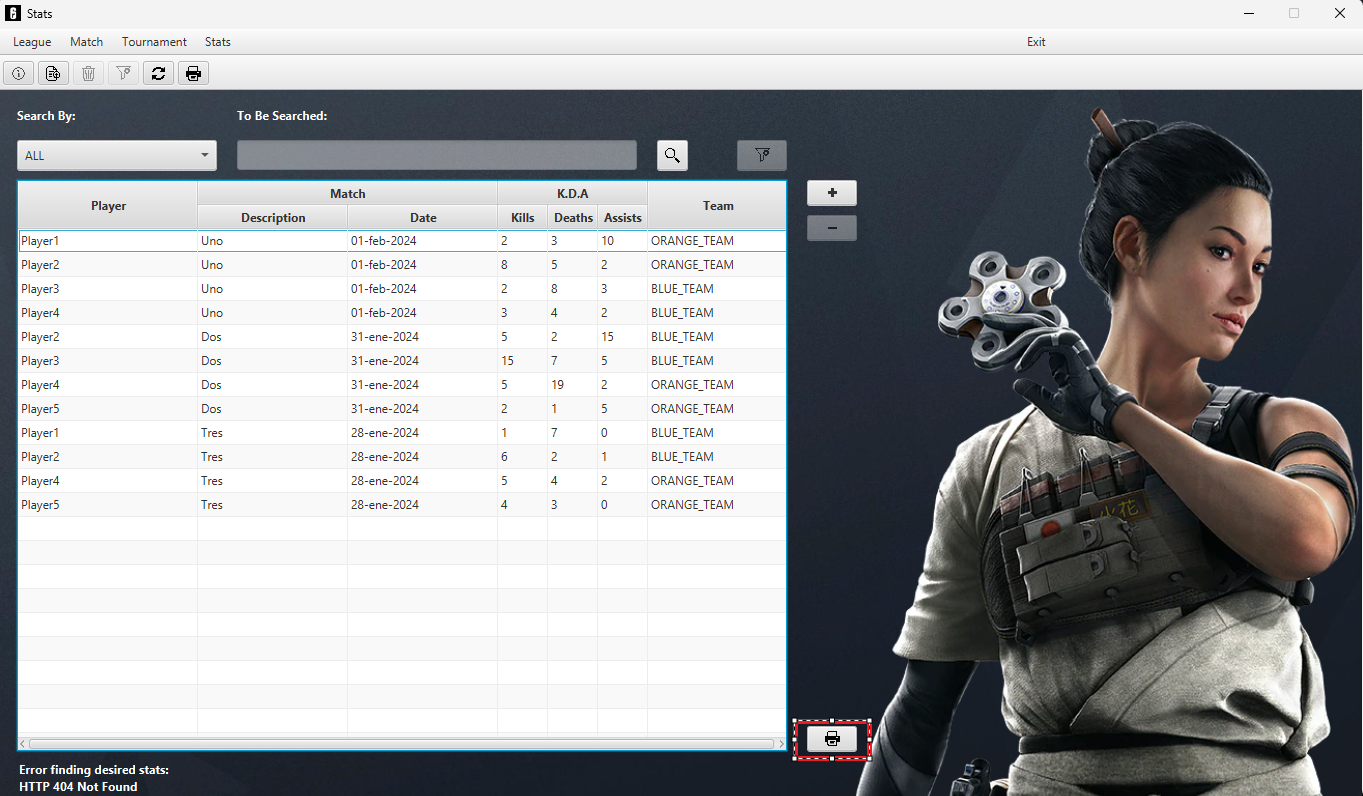 Stats
League Match Tournament Stats Exit
Search By: To Be Searched:
ALL
Player Match K.D.A Team
Description Date Kills Deaths Assists
Player1 Uno 01-feb-2024 2 3 10 ORANGE_TEAM
Player2 Uno 01-feb-2024 8 5 2 ORANGE_TEAM
Player3 Uno 01-feb-2024 2 8 3 BLUE_TEAM
Player4 Uno 01-feb-2024 3 4 2 BLUE_TEAM
Player2 Dos 31-ene-2024 5 2 15 BLUE_TEAM
Player3 Dos 31-ene-2024 15 7 5 BLUE_TEAM
Player4 Dos 31-ene-2024 5 19 2 ORANGE_TEAM
Player5 Dos 31-ene-2024 2 1 5 ORANGE_TEAM
Player1 Tres 28-ene-2024 1 7 0 BLUE_TEAM
Player2 Tres 28-ene-2024 6 2 1 BLUE_TEAM
Player4 Tres 28-ene-2024 5 4 2 ORANGE_TEAM
Player5 Tres 28-ene-2024 4 3 0 ORANGE_TEAM
火花
Error finding desired stats:
HTTP 404 Not Found